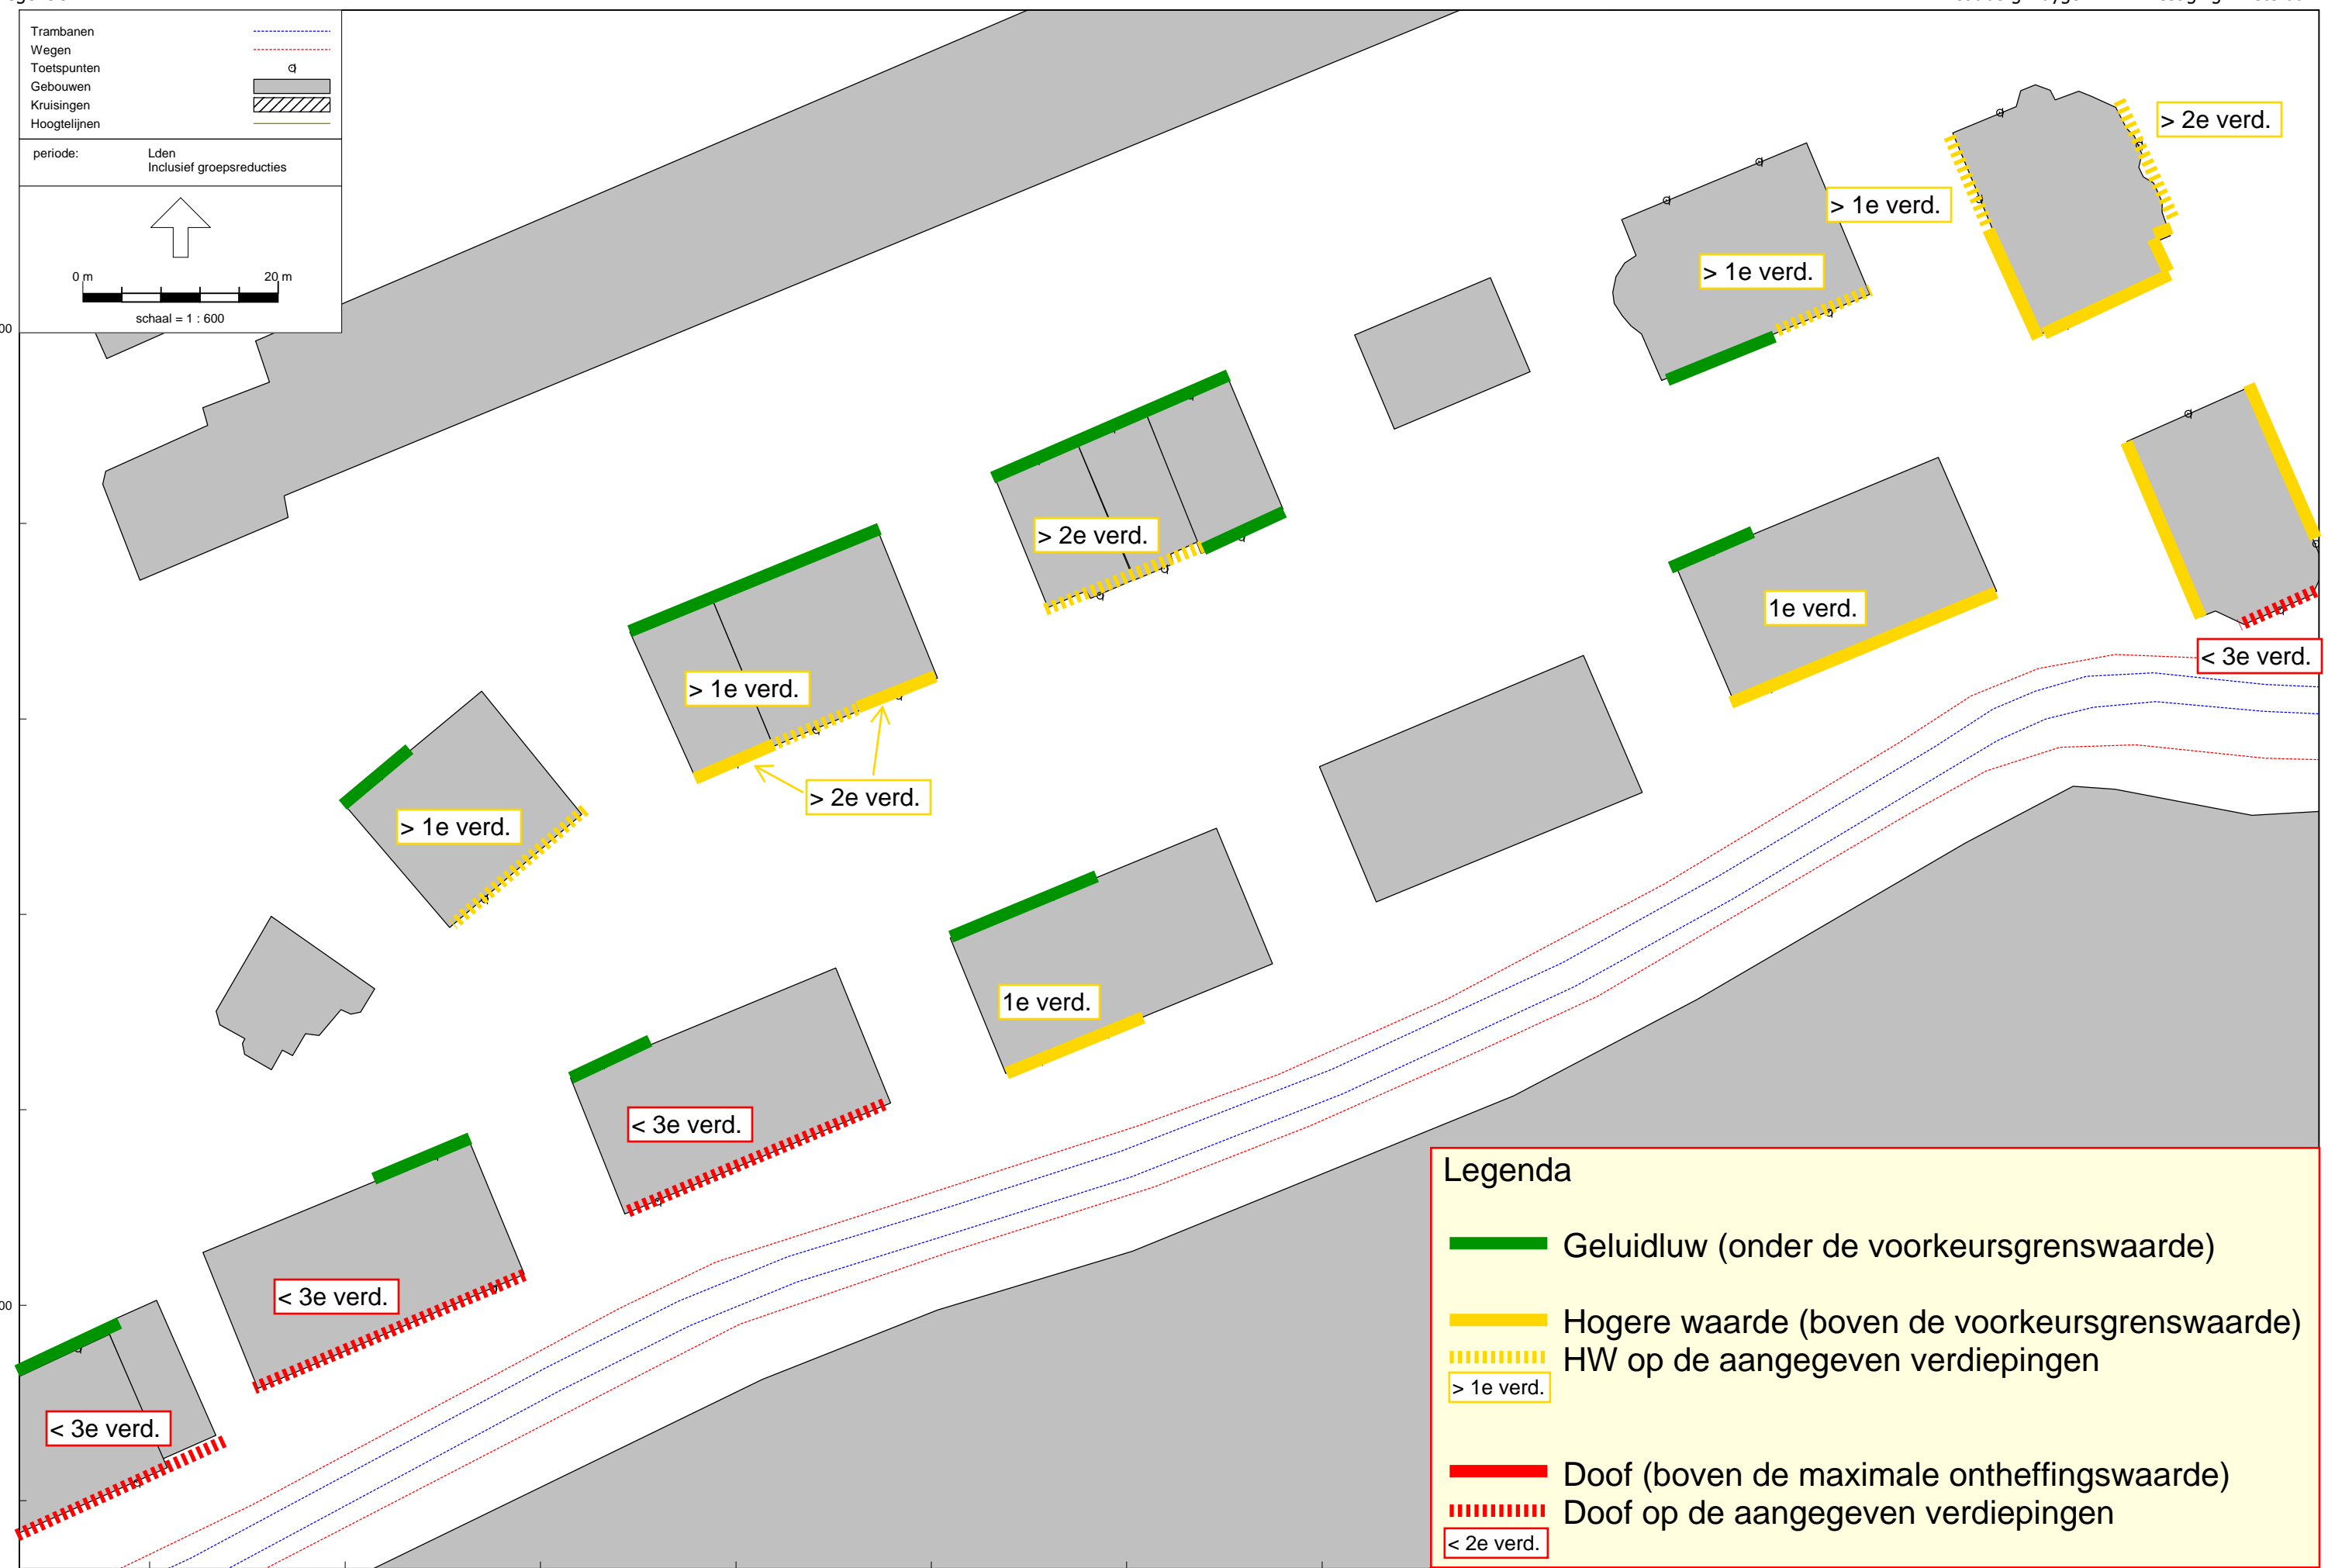 Trambanen
Wegen
Toetspunten
Gebouwen
Kruisingen
Hoogtelijnen
periode: Lden
Inclusief groepsreducties
0 m 20 m
schaal = 1 : 600
> 2e verd.
> 1e verd.
> 1e verd.
> 2e verd.
1e verd.
< 3e verd.
> 1e verd.
> 2e verd.
> 1e verd.
1e verd.
< 3e verd.
< 3e verd.
< 3e verd.
Legenda
Geluidluw (onder de voorkeursgrenswaarde)
Hogere waarde (boven de voorkeursgrenswaarde)
HW op de aangegeven verdiepingen
> 1e verd.
Doof (boven de maximale ontheffingswaarde)
Doof op de aangegeven verdiepingen
< 2e verd.